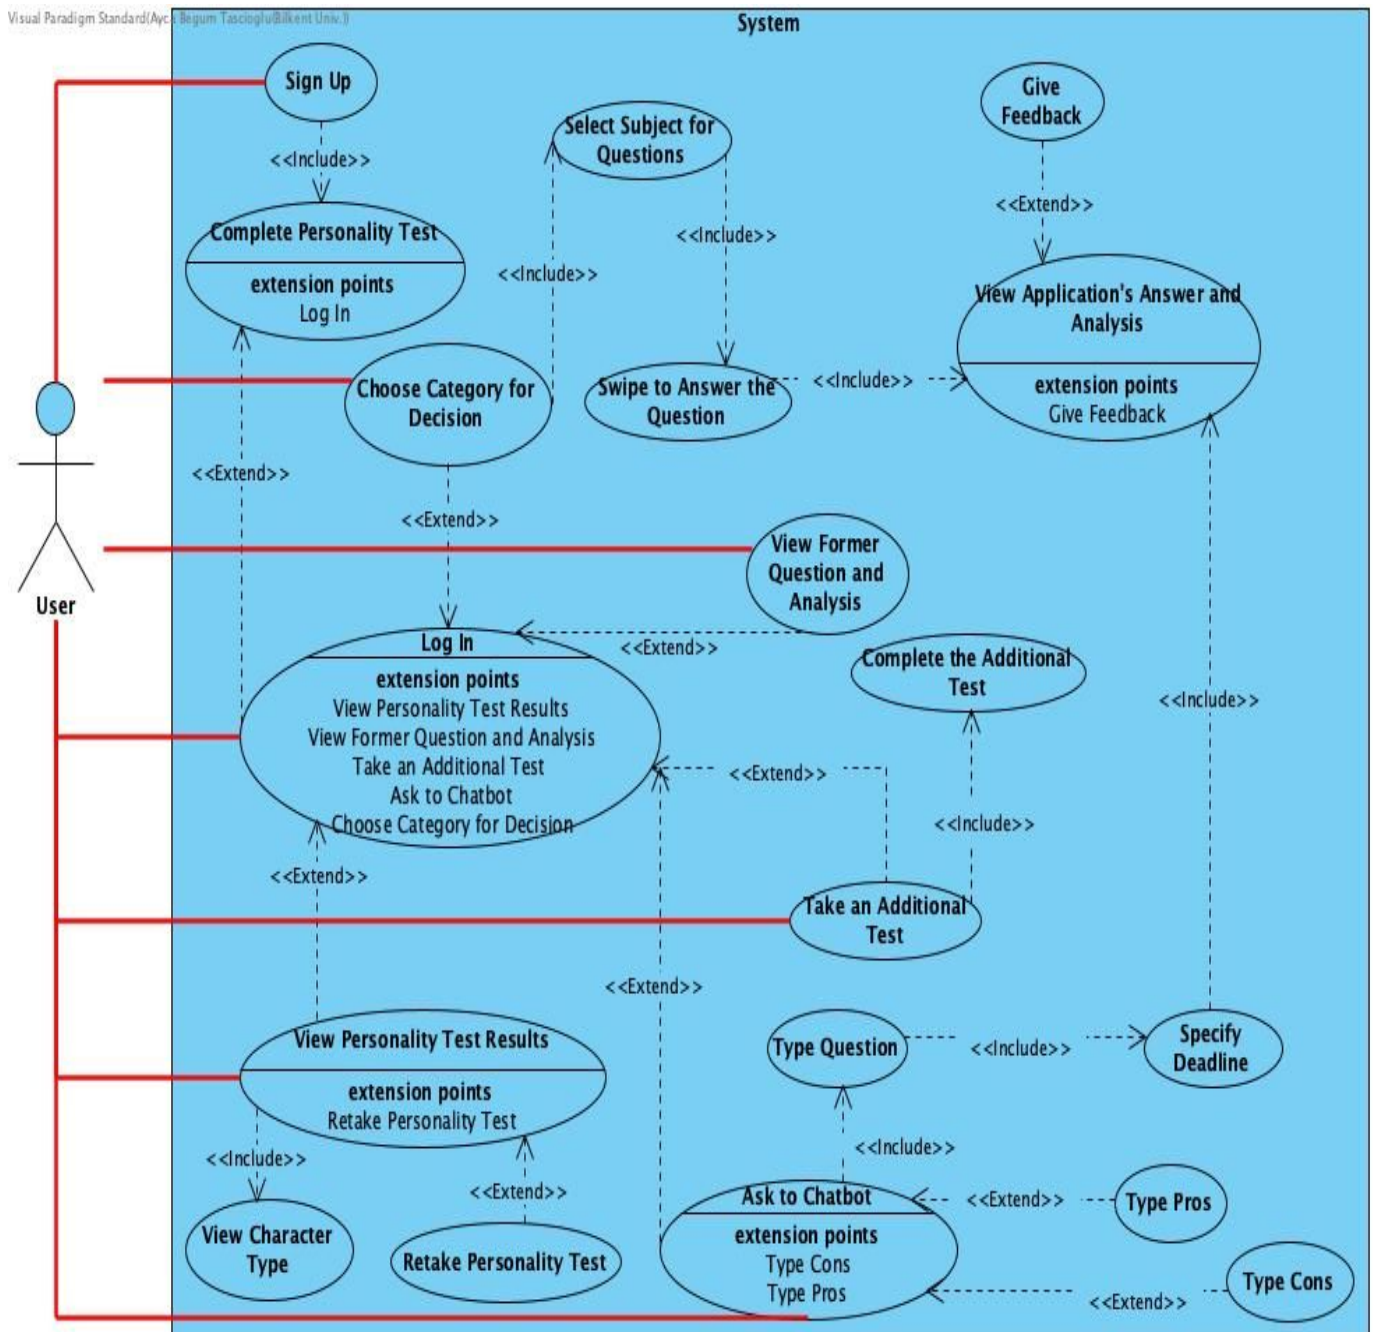 Visual Paradigm Standard(Ayca Begum Tascioglu(Bilkent Univ.))
System
Sign Up
<<Include>>
Complete Personality Test
extension points
Log In
Select Subject for
Questions
<<Include>>
<<Include>>
Give
Feedback
<<Extend>>
View Application's Answer and
Analysis
extension points
Give Feedback
Choose Category for
Decision
Swipe to Answer the
Question
<<Include>>
<<Extend>>
<<Extend>>
User
View Former
Question and
Analysis
<<Extend>>
Log In
extension points
View Personality Test Results
View Former Question and Analysis
Take an Additional Test
Ask to Chatbot
Choose Category for Decision
Complete the Additional
Test
<<Include>>
<<Extend>>
<<Include>>
<<Extend>>
Take an Additional
Test
<<Extend>>
View Personality Test Results
extension points
Retake Personality Test
Type Question
<<Include>>
Specify
Deadline
<<Include>>
<<Include>>
<<Extend>>
View Character
Type
Retake Personality Test
Ask to Chatbot
extension points
Type Cons
Type Pros
<<Extend>>
Type Pros
<<Extend>>
Type Cons